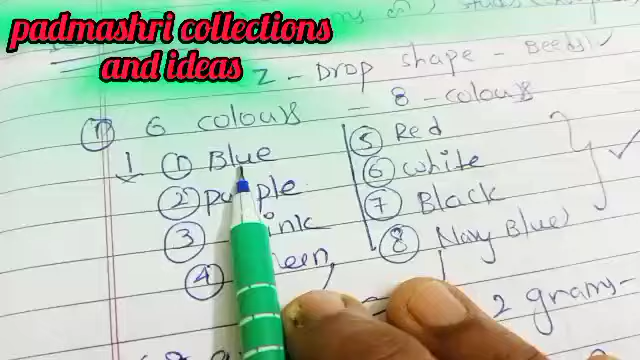 padmashri collections
and ideas
2 - Drop shape - Beeds
7 6 colours - 8 - colours
1 1 Blue
2
3
4
5 Red
6 white
7 Black
8 Navy Blue
2 grams-